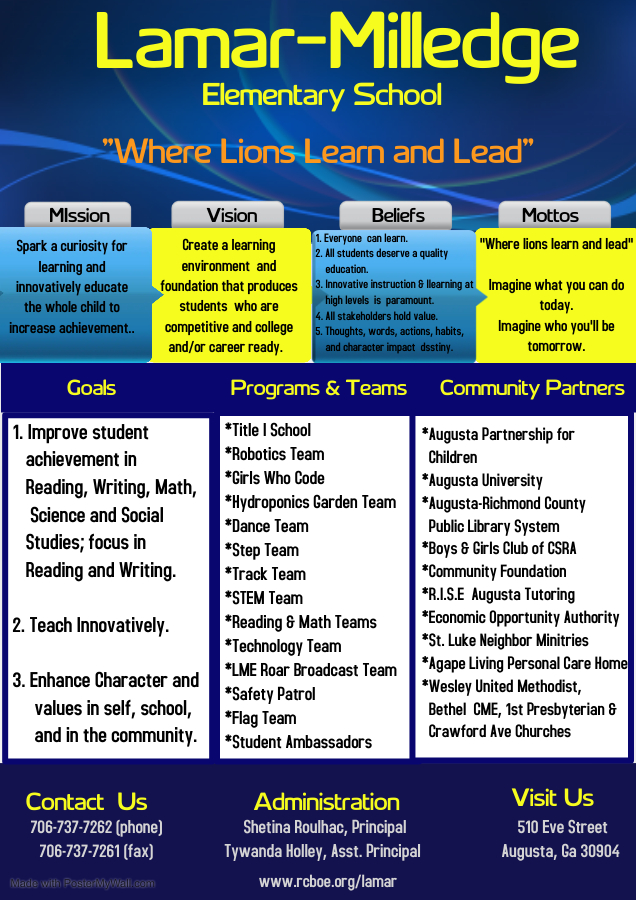 Lamar-Milledge
Elementary School
"Where Lions Learn and Lead"
MIssion
Spark a curiosity for
learning and
innovatively educate
the whole child to
increase achievement..
Vision
Create a learning
environment and
foundation that produces
students who are
competitive and college
and/or career ready.
Beliefs
1. Everyone can learn.
2. All students deserve a quality
education.
3. Innovative instruction & llearning at
high levels is paramount.
4. All stakeholders hold value.
5. Thoughts, words, actions, habits,
and character impact dsstiny.
Mottos
"Where lions learn and lead"
Imagine what you can do
today.
Imagine who you'll be
tomorrow.
Goals
1. Improve student
achievement in
Reading, Writing, Math,
Science and Social
Studies; focus in
Reading and Writing.
2. Teach Innovatively.
3. Enhance Character and
values in self, school,
and in the community.
Programs & Teams
*Title I School
*Robotics Team
*Girls Who Code
*Hydroponics Garden Team
*Dance Team
*Step Team
*Track Team
*STEM Team
*Reading & Math Teams
*Technology Team
*LME Roar Broadcast Team
*Safety Patrol
*Flag Team
*Student Ambassadors
Community Partners
*Augusta Partnership for
Children
*Augusta University
*Augusta-Richmond County
Public Library System
*Boys & Girls Club of CSRA
*Community Foundation
*R.I.S.E Augusta Tutoring
*Economic Opportunity Authority
*St. Luke Neighbor Minitries
*Agape Living Personal Care Home
*Wesley United Methodist,
Bethel CME, 1st Presbyterian &
Crawford Ave Churches
Contact Us
706-737-7262 (phone)
706-737-7261 (fax)
Administration
Shetina Roulhac, Principal
Tywanda Holley, Asst. Principal
www.rcboe.org/lamar
Visit Us
510 Eve Street
Augusta, Ga 30904
Made with PosterMyWall.com